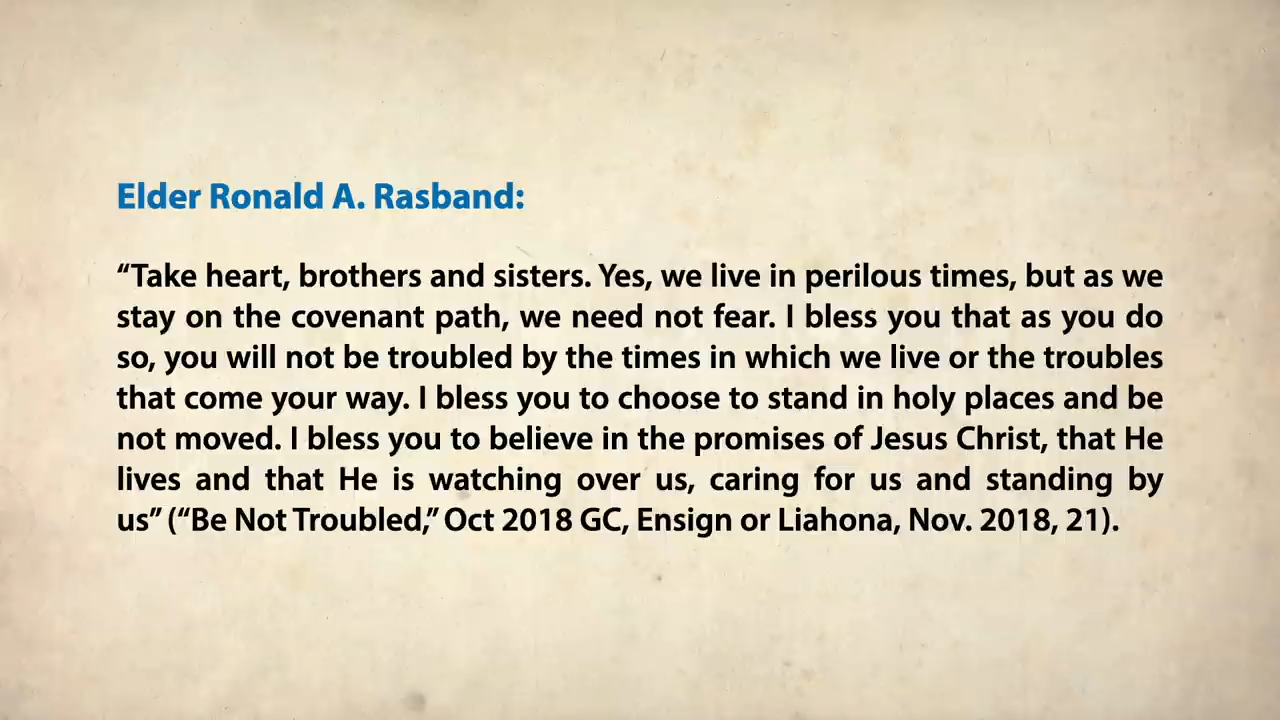 Elder Ronald A. Rasband:
“Take heart, brothers and sisters. Yes, we live in perilous times, but as we
stay on the covenant path, we need not fear. I bless you that as you do
so, you will not be troubled by the times in which we live or the troubles
that come your way. I bless you to choose to stand in holy places and be
not moved. I bless you to believe in the promises of Jesus Christ, that He
lives and that He is watching over us, caring for us and standing by
us” (“Be Not Troubled,” Oct 2018 GC, Ensign or Liahona, Nov. 2018, 21).